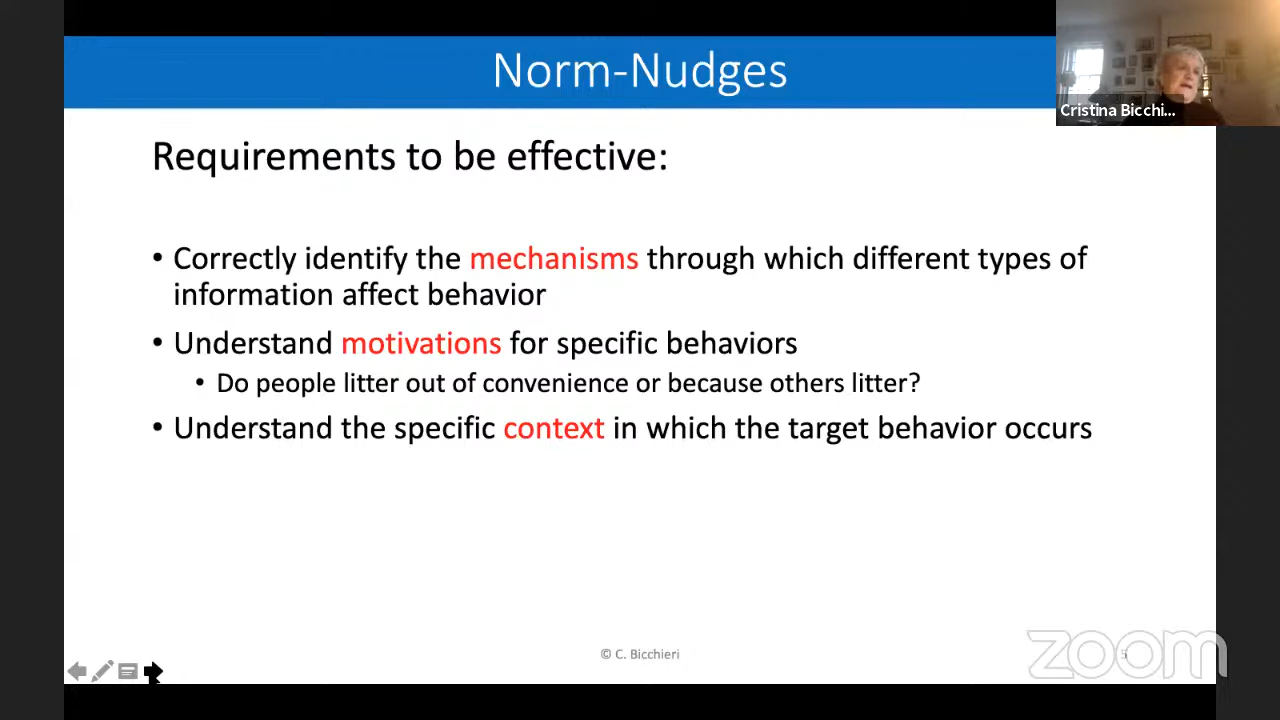 Norm-Nudges
Cristina Bicchi...
Requirements to be effective:
• Correctly identify the mechanisms through which different types of
information affect behavior
• Understand motivations for specific behaviors
• Do people litter out of convenience or because others litter?
• Understand the specific context in which the target behavior occurs
© C. Bicchieri
zoom
5